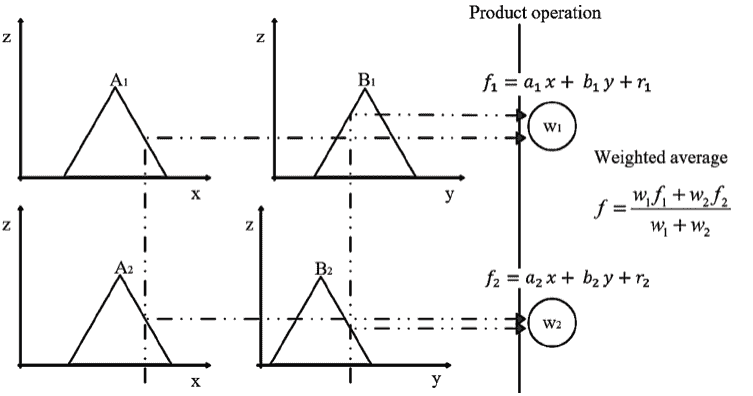 Product operation
z
A₁
x
z
B₁
y
f₁ = a₁x + b₁y + r₁
w₁
Weighted average
f = (w₁f₁ + w₂f₂) / (w₁ + w₂)
z
A₂
x
z
B₂
y
f₂ = a₂x + b₂y + r₂
w₂